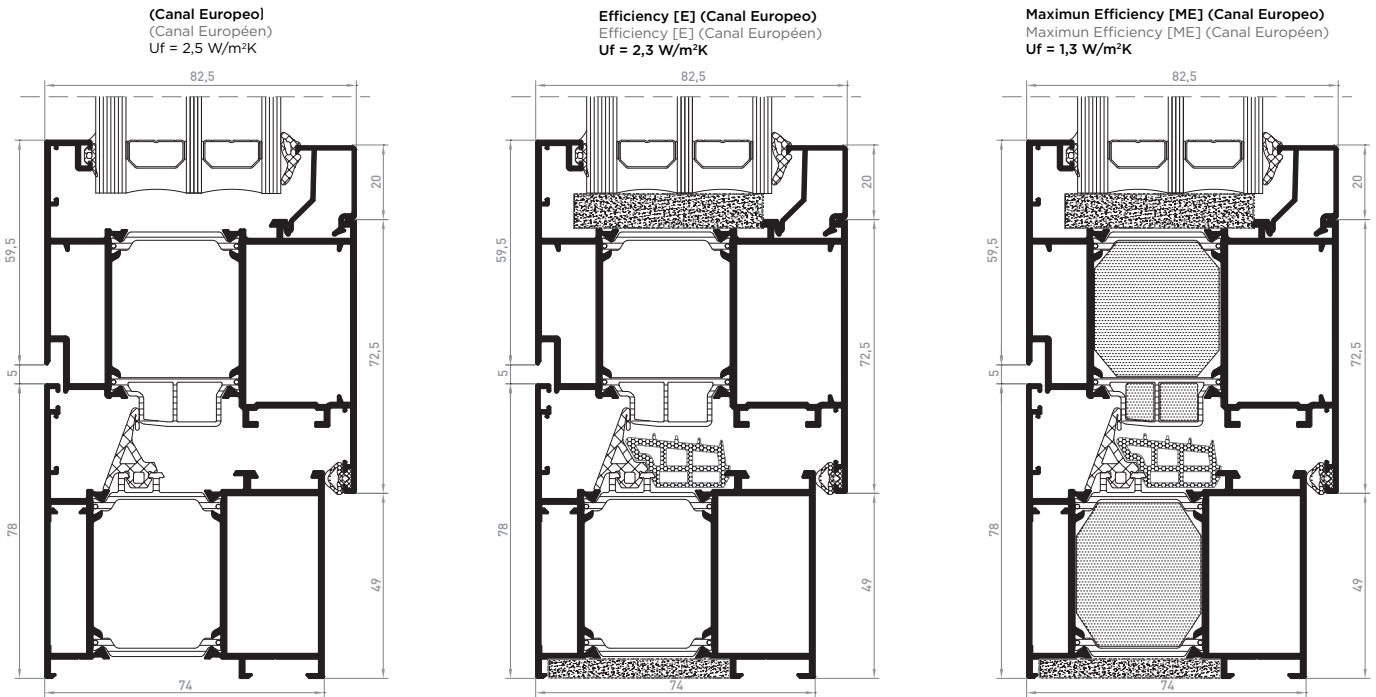 (Canal Europeo)
(Canal Européen)
Uf = 2,5 W/m²K
82,5
20
59,5
72,5
5
78
49
74
Efficiency [E] (Canal Europeo)
Efficiency [E] (Canal Européen)
Uf = 2,3 W/m²K
82,5
20
59,5
72,5
5
78
49
74
Maximun Efficiency [ME] (Canal Europeo)
Maximun Efficiency [ME] (Canal Européen)
Uf = 1,3 W/m²K
82,5
20
59,5
72,5
5
78
49
74